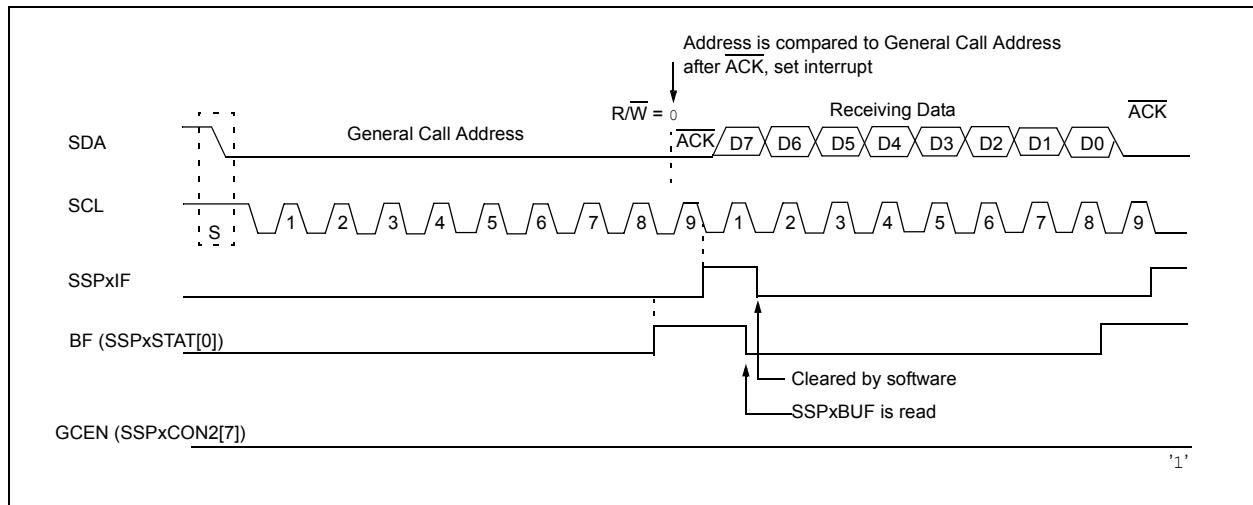 Address is compared to General Call Address
after ACK, set interrupt
R/W = 0
Receiving Data
ACK
General Call Address
SDA
ACK D7 D6 D5 D4 D3 D2 D1 D0
SCL
S
1 2 3 4 5 6 7 8 9 1 2 3 4 5 6 7 8 9
SSPxIF
BF (SSPxSTAT[0])
Cleared by software
SSPxBUF is read
GCEN (SSPxCON2[7])
'1'